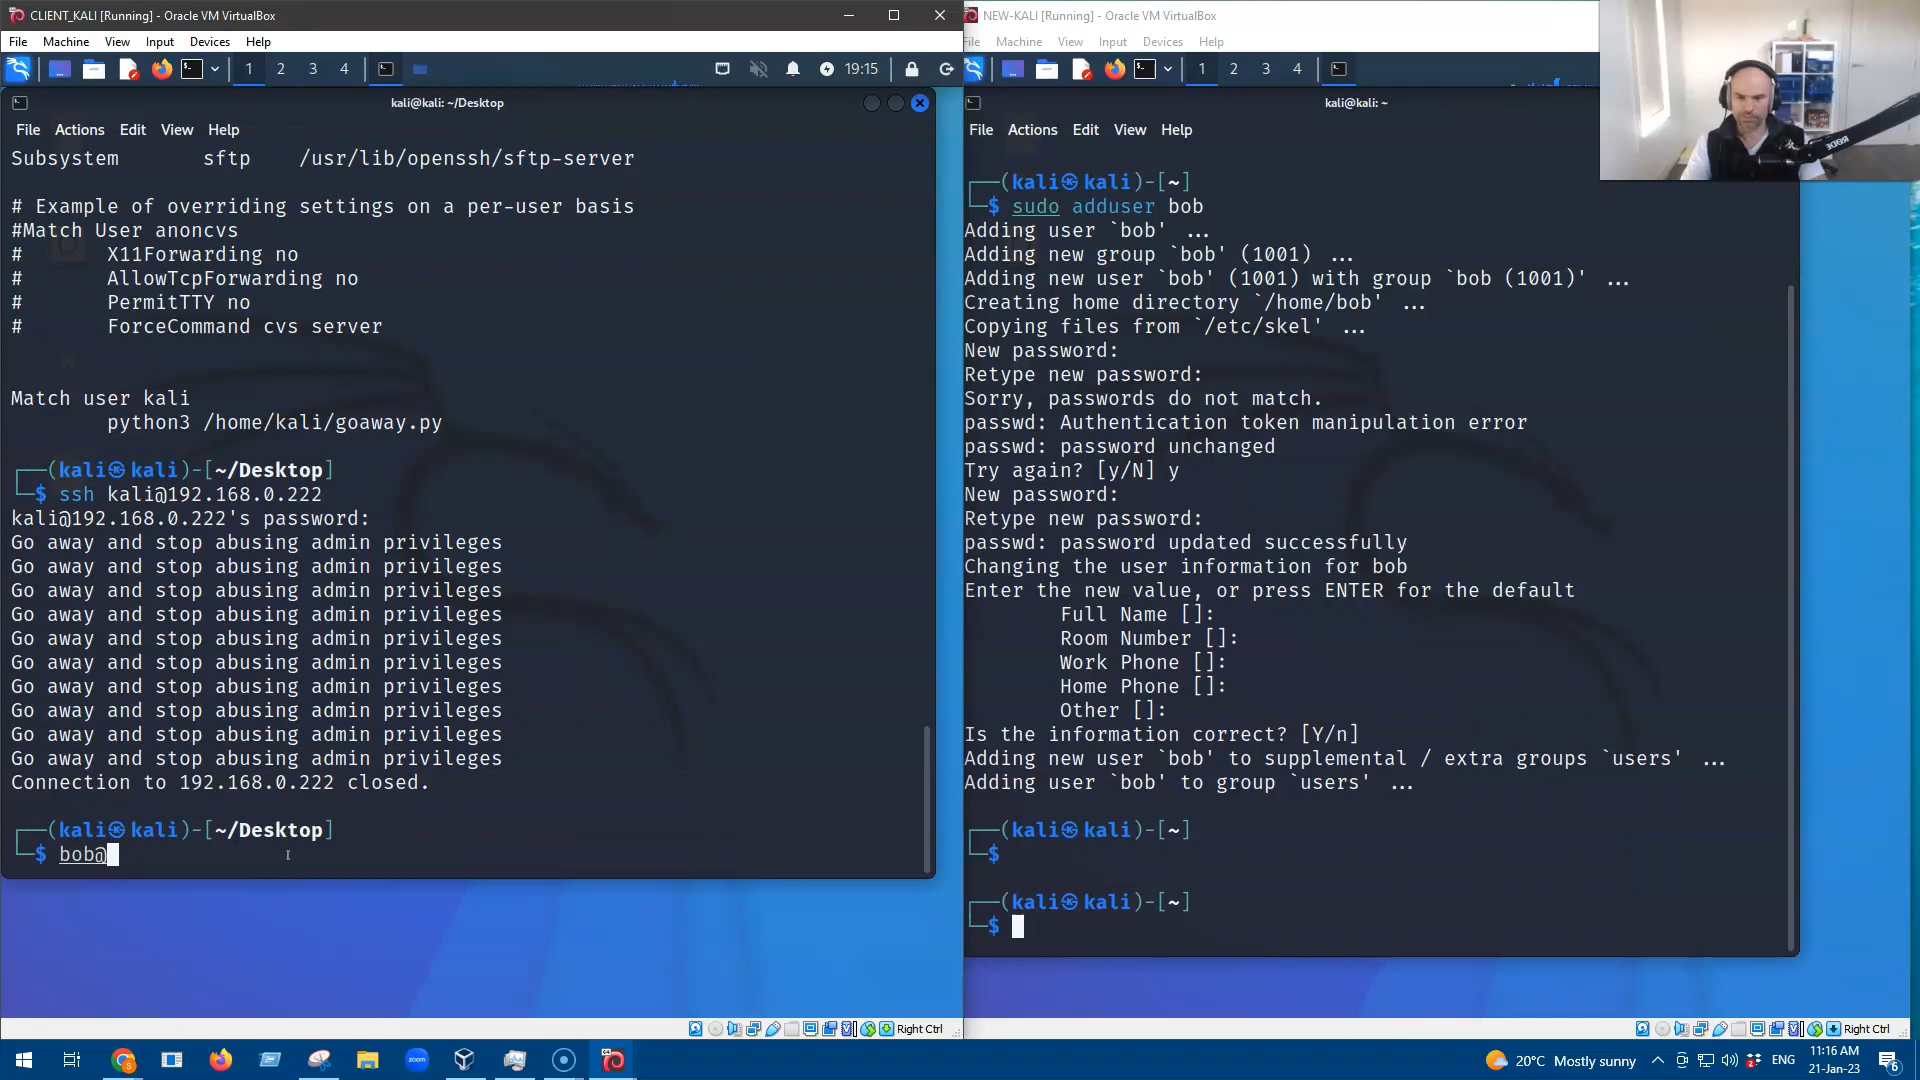 CLIENT_KALI [Running] - Oracle VM VirtualBox
File Machine View Input Devices Help
1 2 3 4
19:15
kali@kali: ~/Desktop
File Actions Edit View Help
Subsystem sftp /usr/lib/openssh/sftp-server
# Example of overriding settings on a per-user basis
#Match User anoncvs
# X11Forwarding no
# AllowTcpForwarding no
# PermitTTY no
# ForceCommand cvs server
Match user kali
python3 /home/kali/goaway.py
(kali㉿kali)-[~/Desktop]
$ ssh kali@192.168.0.222
kali@192.168.0.222's password:
Go away and stop abusing admin privileges
Go away and stop abusing admin privileges
Go away and stop abusing admin privileges
Go away and stop abusing admin privileges
Go away and stop abusing admin privileges
Go away and stop abusing admin privileges
Go away and stop abusing admin privileges
Go away and stop abusing admin privileges
Go away and stop abusing admin privileges
Go away and stop abusing admin privileges
Connection to 192.168.0.222 closed.
(kali㉿kali)-[~/Desktop]
$ bob@
Right Ctrl
NEW-KALI [Running] - Oracle VM VirtualBox
File Machine View Input Devices Help
1 2 3 4
kali@kali: ~
File Actions Edit View Help
(kali㉿kali)-[~]
$ sudo adduser bob
Adding user `bob' ...
Adding new group `bob' (1001) ...
Adding new user `bob' (1001) with group `bob (1001)' ...
Creating home directory `/home/bob' ...
Copying files from `/etc/skel' ...
New password:
Retype new password:
Sorry, passwords do not match.
passwd: Authentication token manipulation error
passwd: password unchanged
Try again? [y/N] y
New password:
Retype new password:
passwd: password updated successfully
Changing the user information for bob
Enter the new value, or press ENTER for the default
Full Name []:
Room Number []:
Work Phone []:
Home Phone []:
Other []:
Is the information correct? [Y/n]
Adding new user `bob' to supplemental / extra groups `users' ...
Adding user `bob' to group `users' ...
(kali㉿kali)-[~]
$
(kali㉿kali)-[~]
$
Right Ctrl
RØDE
zoom
20°C Mostly sunny
ENG
11:16 AM
21-Jan-23
6